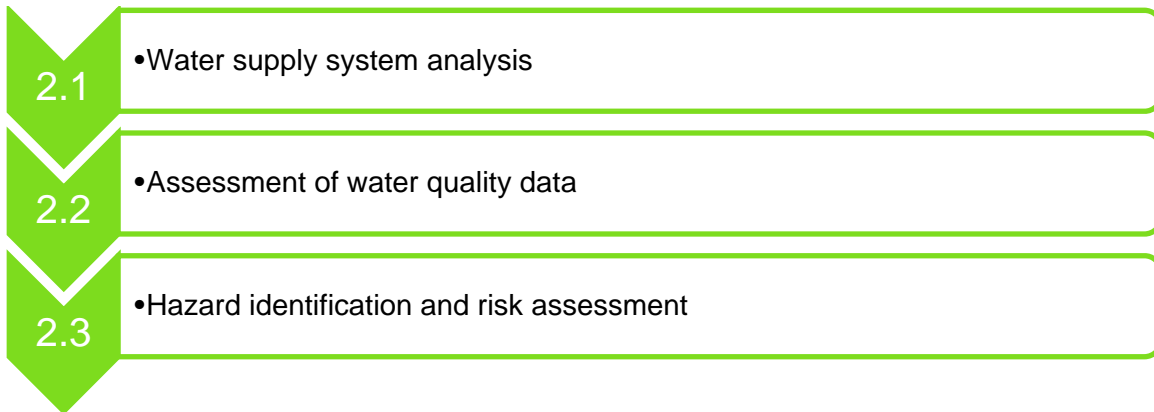 2.1
•Water supply system analysis
2.2
•Assessment of water quality data
2.3
•Hazard identification and risk assessment